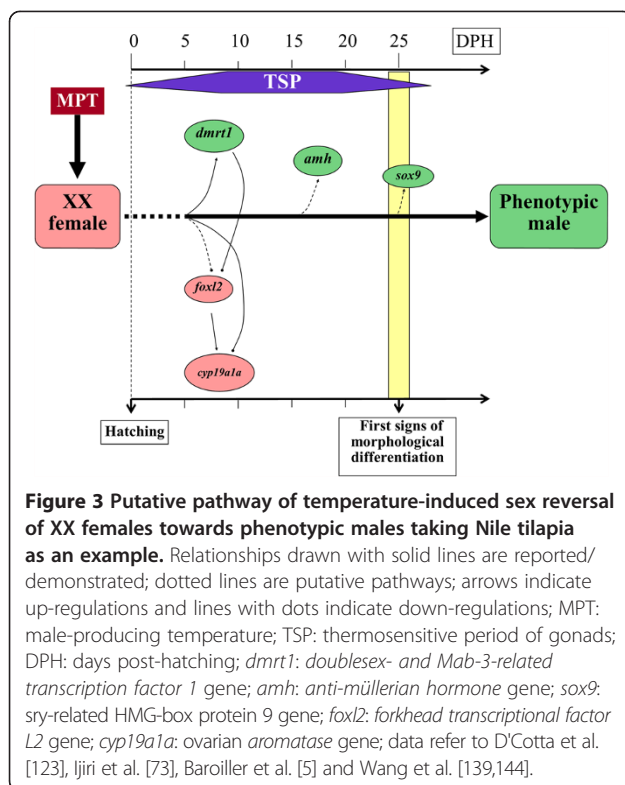 0 5 10 15 20 25 DPH
TSP
MPT
dmrt1
amh
sox9
XX
female
Phenotypic
male
foxl2
cyp19a1a
Hatching
First signs of
morphological
differentiation
Figure 3 Putative pathway of temperature-induced sex reversal
of XX females towards phenotypic males taking Nile tilapia
as an example. Relationships drawn with solid lines are reported/
demonstrated; dotted lines are putative pathways; arrows indicate
up-regulations and lines with dots indicate down-regulations; MPT:
male-producing temperature; TSP: thermosensitive period of gonads;
DPH: days post-hatching; dmrt1: doublesex- and Mab-3-related
transcription factor 1 gene; amh: anti-müllerian hormone gene; sox9:
sry-related HMG-box protein 9 gene; foxl2: forkhead transcriptional factor
L2 gene; cyp19a1a: ovarian aromatase gene; data refer to D'Cotta et al.
[123], Ijiri et al. [73], Baroiller et al. [5] and Wang et al. [139,144].